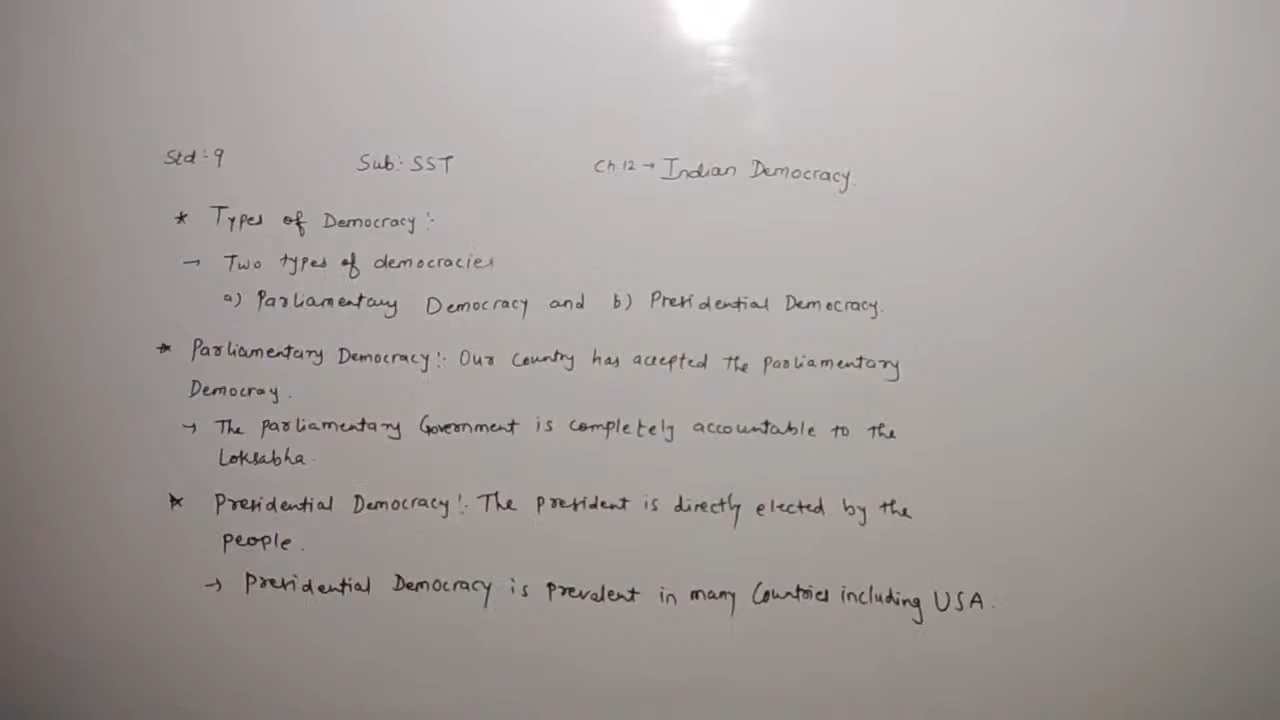 Std:-9 Sub:-SST Ch.12 → Indian Democracy.
* Types of Democracy:-
→ Two types of democracies
a) Parliamentary Democracy and b) Presidential Democracy.
* Parliamentary Democracy:- Our Country has accepted the Parliamentary
Democray.
→ The parliamentary Government is completely accountable to the
Loksabha.
* Presidential Democracy:- The president is directly elected by the
people.
→ Presidential Democracy is prevalent in many Countries including USA.